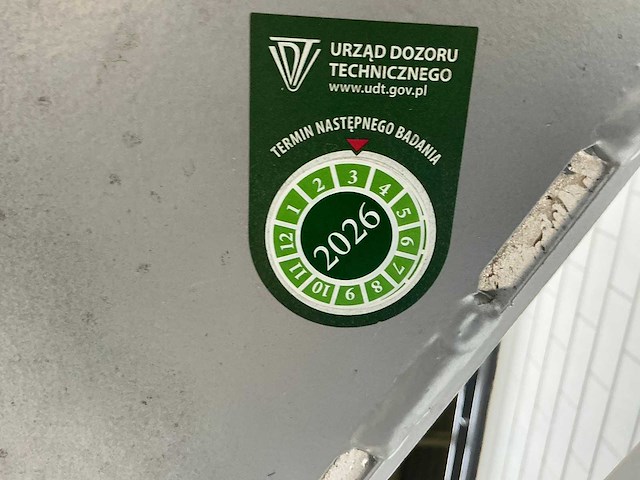 UDT URZĄD DOZORU
TECHNICZNEGO
www.udt.gov.pl
TERMIN NASTĘPNEGO BADANIA
1 2 3 4 5 6 7 8 9 10 11 12
2026